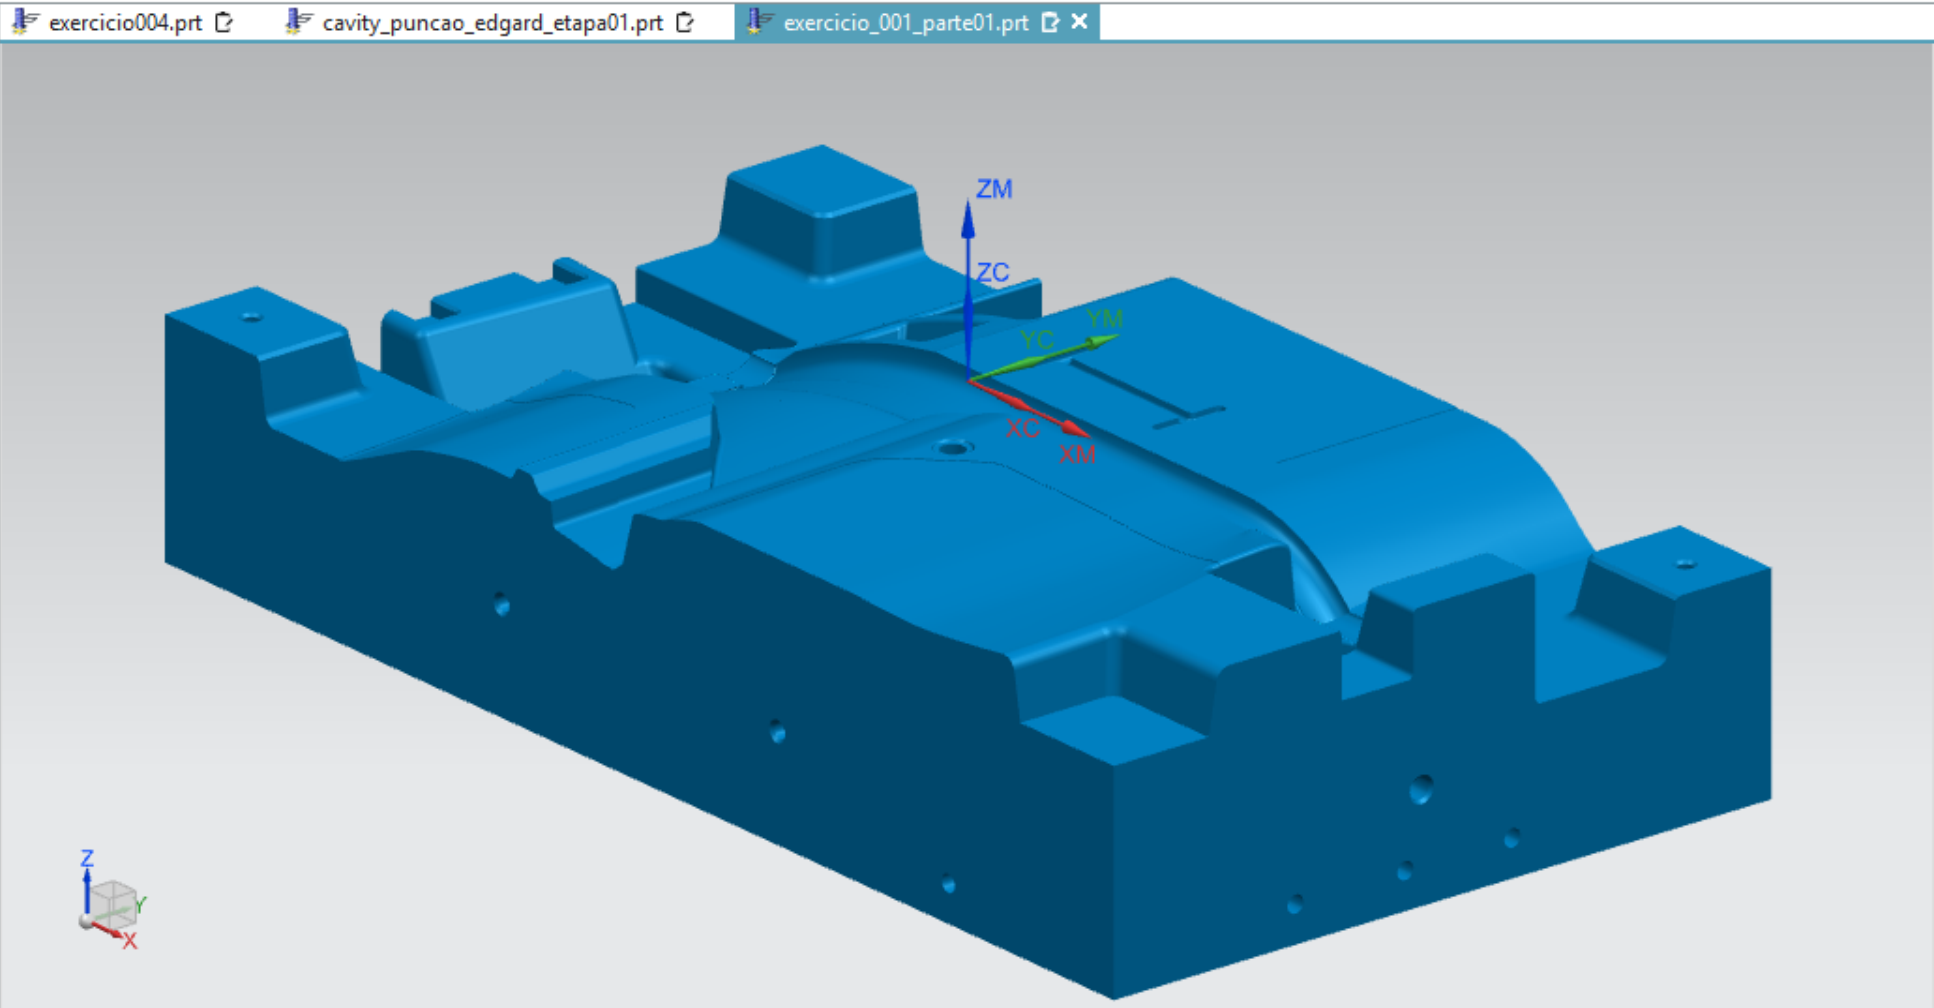 exercicio004.prt cavity_puncao_edgard_etapa01.prt exercicio_001_parte01.prt
ZM
ZC
YM
YC
XC
XM
Z
Y
X